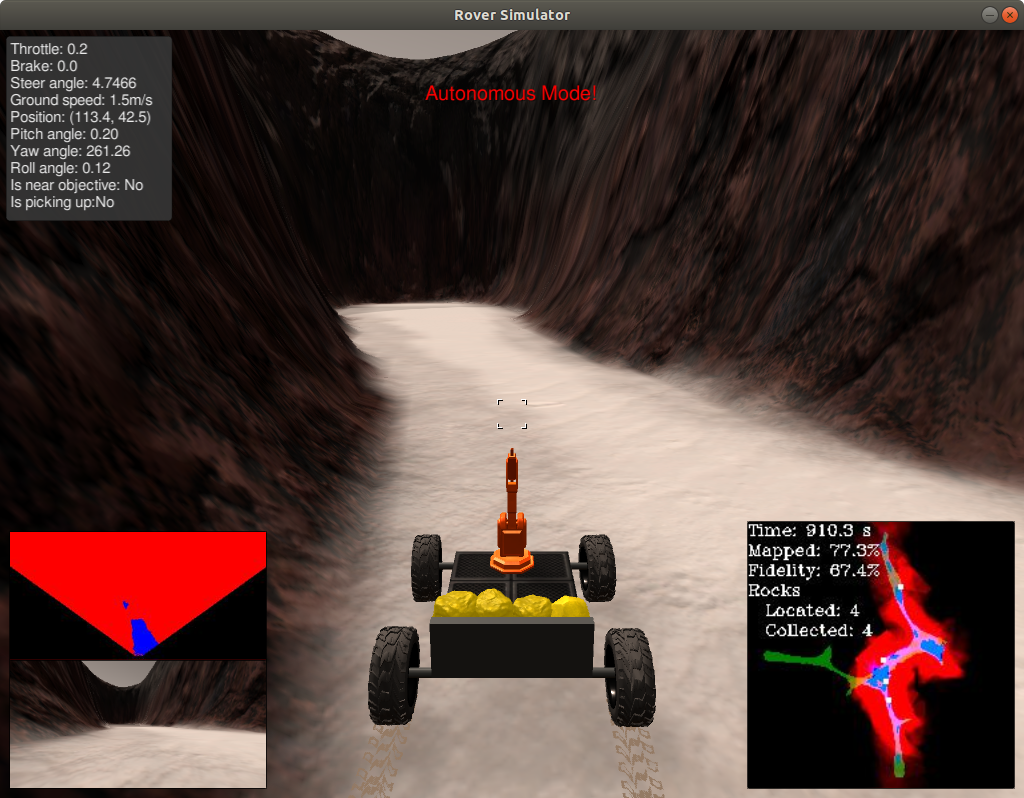 Rover Simulator
Throttle: 0.2
Brake: 0.0
Steer angle: 4.7466
Ground speed: 1.5m/s
Position: (113.4, 42.5)
Pitch angle: 0.20
Yaw angle: 261.26
Roll angle: 0.12
Is near objective: No
Is picking up:No
Autonomous Mode!
Time: 910.3 s
Mapped: 77.3%
Fidelity: 67.4%
Rocks
Located: 4
Collected: 4